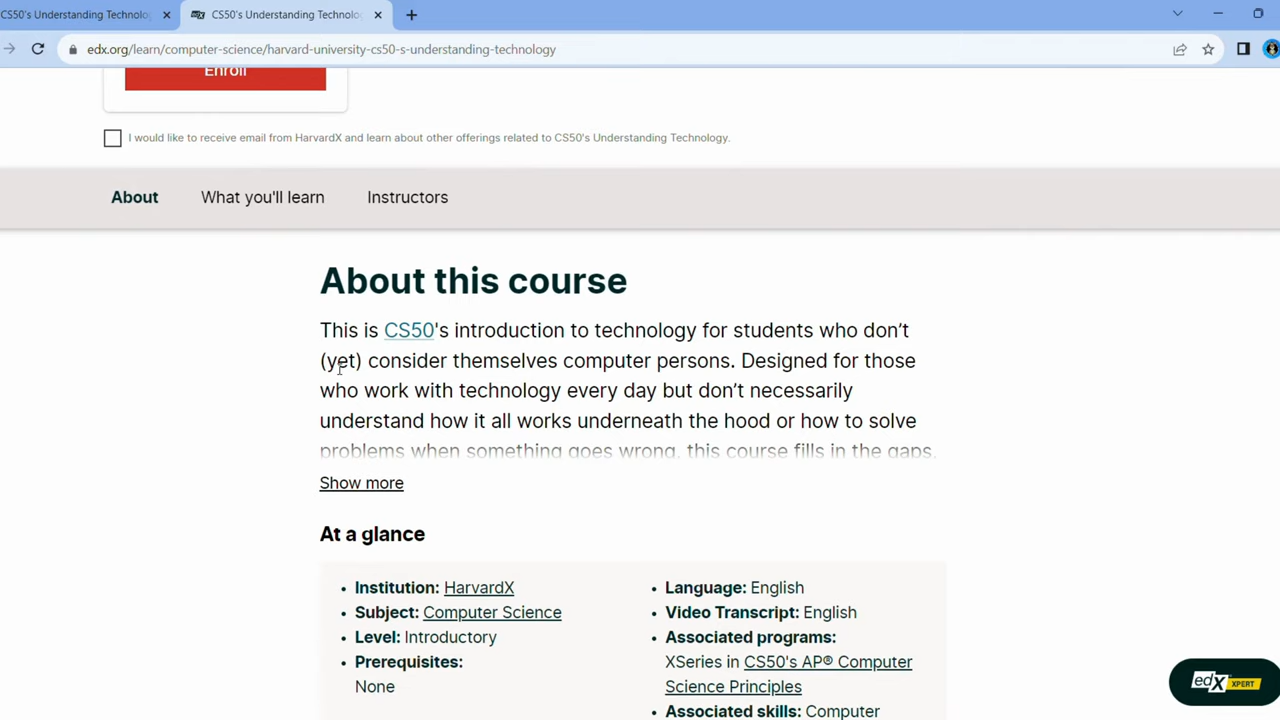 CS50's Understanding Technolo
CS50's Understanding Technolo
edx.org/learn/computer-science/harvard-university-cs50-s-understanding-technology
Enroll
I would like to receive email from HarvardX and learn about other offerings related to CS50's Understanding Technology.
About
What you'll learn
Instructors
About this course
This is CS50's introduction to technology for students who don’t
(yet) consider themselves computer persons. Designed for those
who work with technology every day but don’t necessarily
understand how it all works underneath the hood or how to solve
problems when something goes wrong, this course fills in the gaps,
Show more
At a glance
• Institution: HarvardX
• Subject: Computer Science
• Level: Introductory
• Prerequisites:
None
• Language: English
• Video Transcript: English
• Associated programs:
XSeries in CS50's AP® Computer
Science Principles
• Associated skills: Computer
edX XPERT